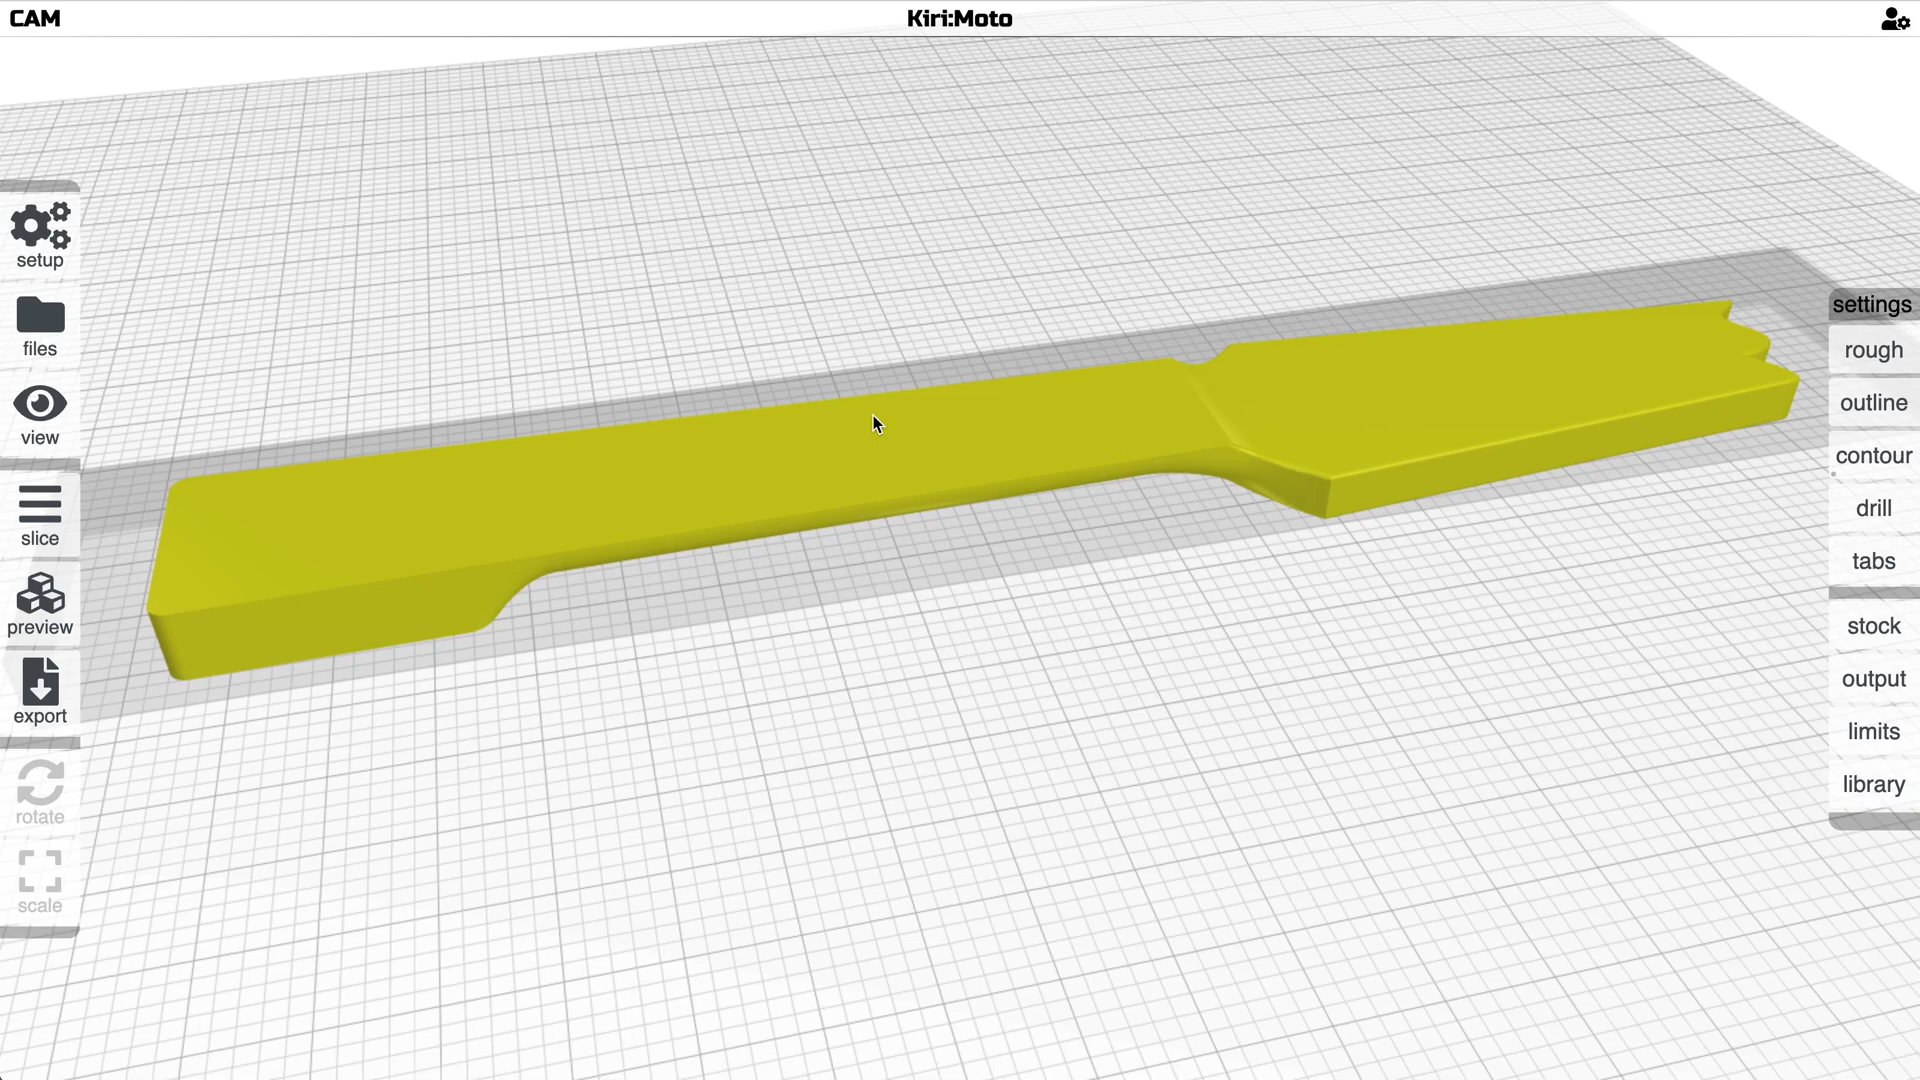 CAM
Kiri:Moto
setup
files
view
slice
preview
export
rotate
scale
settings
rough
outline
contour
drill
tabs
stock
output
limits
library